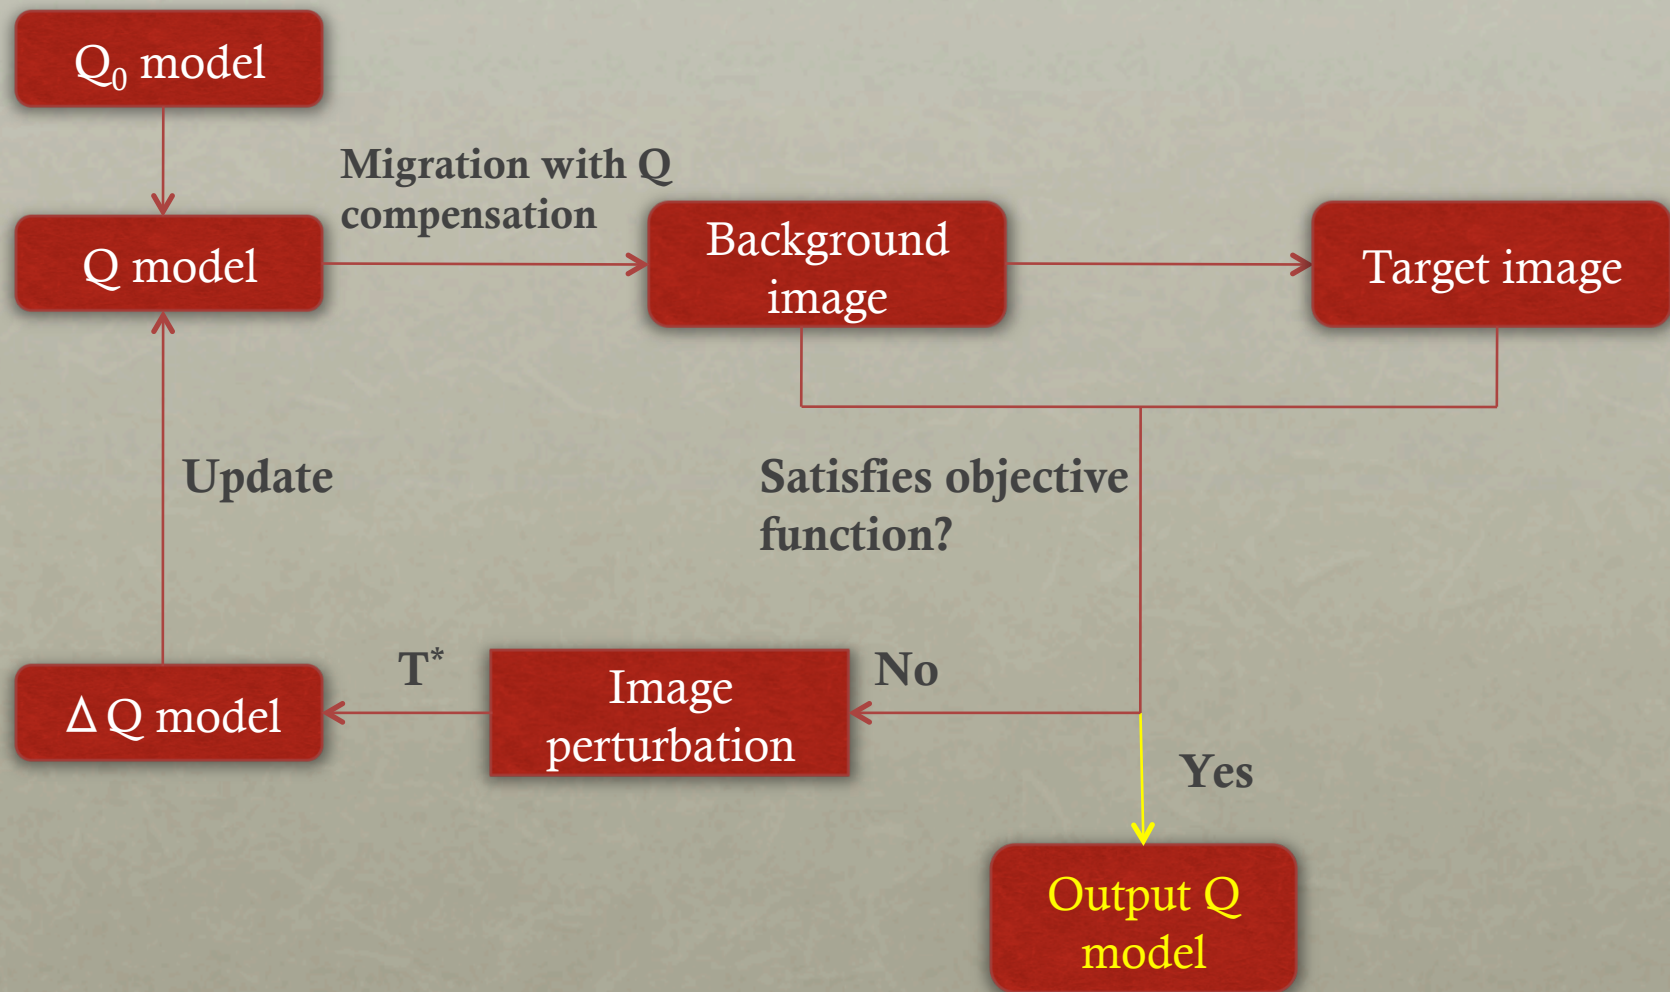 Q₀ model
Migration with Q
compensation
Q model
Background
image
Target image
Update
Satisfies objective
function?
Δ Q model
T*
Image
perturbation
No
Yes
Output Q
model